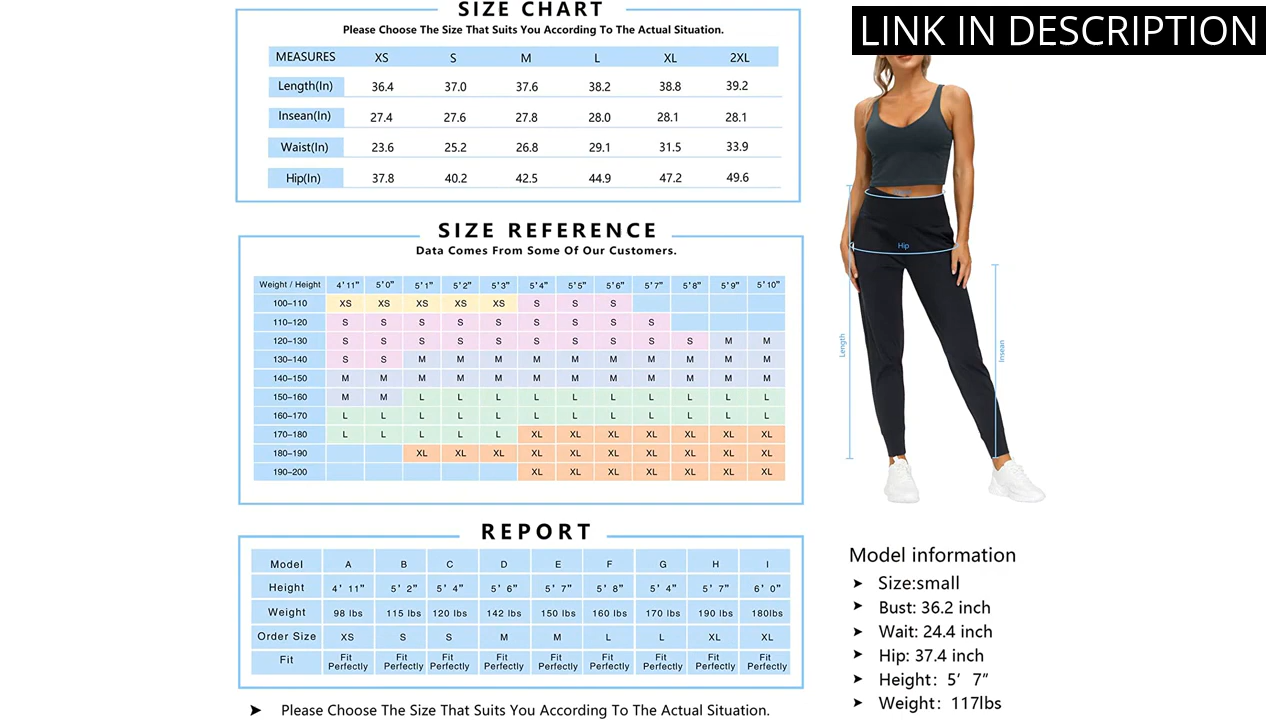 SIZE CHART
Please Choose The Size That Suits You According To The Actual Situation.
MEASURES XS S M L XL 2XL
Length(In) 36.4 37.0 37.6 38.2 38.8 39.2
Insean(In) 27.4 27.6 27.8 28.0 28.1 28.1
Waist(In) 23.6 25.2 26.8 29.1 31.5 33.9
Hip(In) 37.8 40.2 42.5 44.9 47.2 49.6
SIZE REFERENCE
Data Comes From Some Of Our Customers.
Weight / Height 4'11" 5'0" 5'1" 5'2" 5'3" 5'4" 5'5" 5'6" 5'7" 5'8" 5'9" 5'10"
100–110 XS XS XS XS XS S S S
110–120 S S S S S S S S S
120–130 S S S S S S S S S S M M
130–140 S S M M M M M M M M M M
140–150 M M M M M M M M M M M M
150–160 M M L L L L L L L L L L
160–170 L L L L L L L L L L L L
170–180 L L L L L XL XL XL XL XL XL XL
180–190 XL XL XL XL XL XL XL XL XL XL
190–200 XL XL XL XL XL XL XL
REPORT
Model A B C D E F G H I
Height 4' 11" 5' 2" 5' 4" 5' 6" 5' 7" 5' 8" 5' 4" 5' 7" 6' 0"
Weight 98 lbs 115 lbs 120 lbs 142 lbs 150 lbs 160 lbs 170 lbs 190 lbs 180lbs
Order Size XS S S M M L L XL XL
Fit Fit Perfectly Fit Perfectly Fit Perfectly Fit Perfectly Fit Perfectly Fit Perfectly Fit Perfectly Fit Perfectly Fit Perfectly
➤ Please Choose The Size That Suits You According To The Actual Situation.
LINK IN DESCRIPTION
Hip
Length
Insean
Model information
➤ Size:small
➤ Bust: 36.2 inch
➤ Wait: 24.4 inch
➤ Hip: 37.4 inch
➤ Height: 5' 7"
➤ Weight: 117lbs